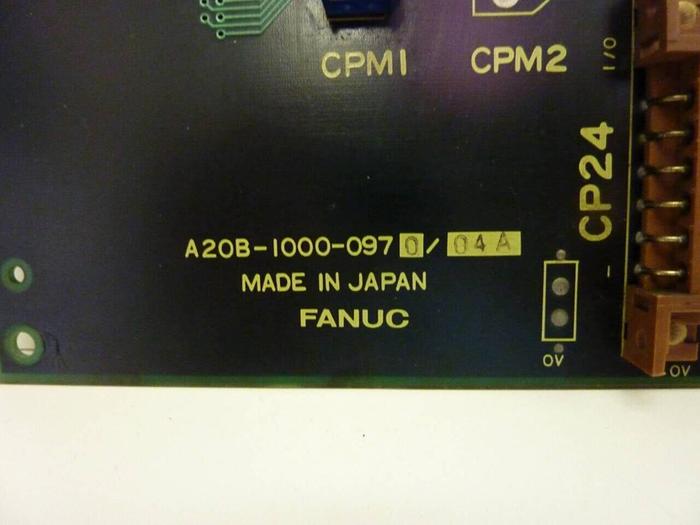 CPM1
CPM2
I/O
CP24
A20B-1000-0970/04A
MADE IN JAPAN
FANUC
I
0V
0V